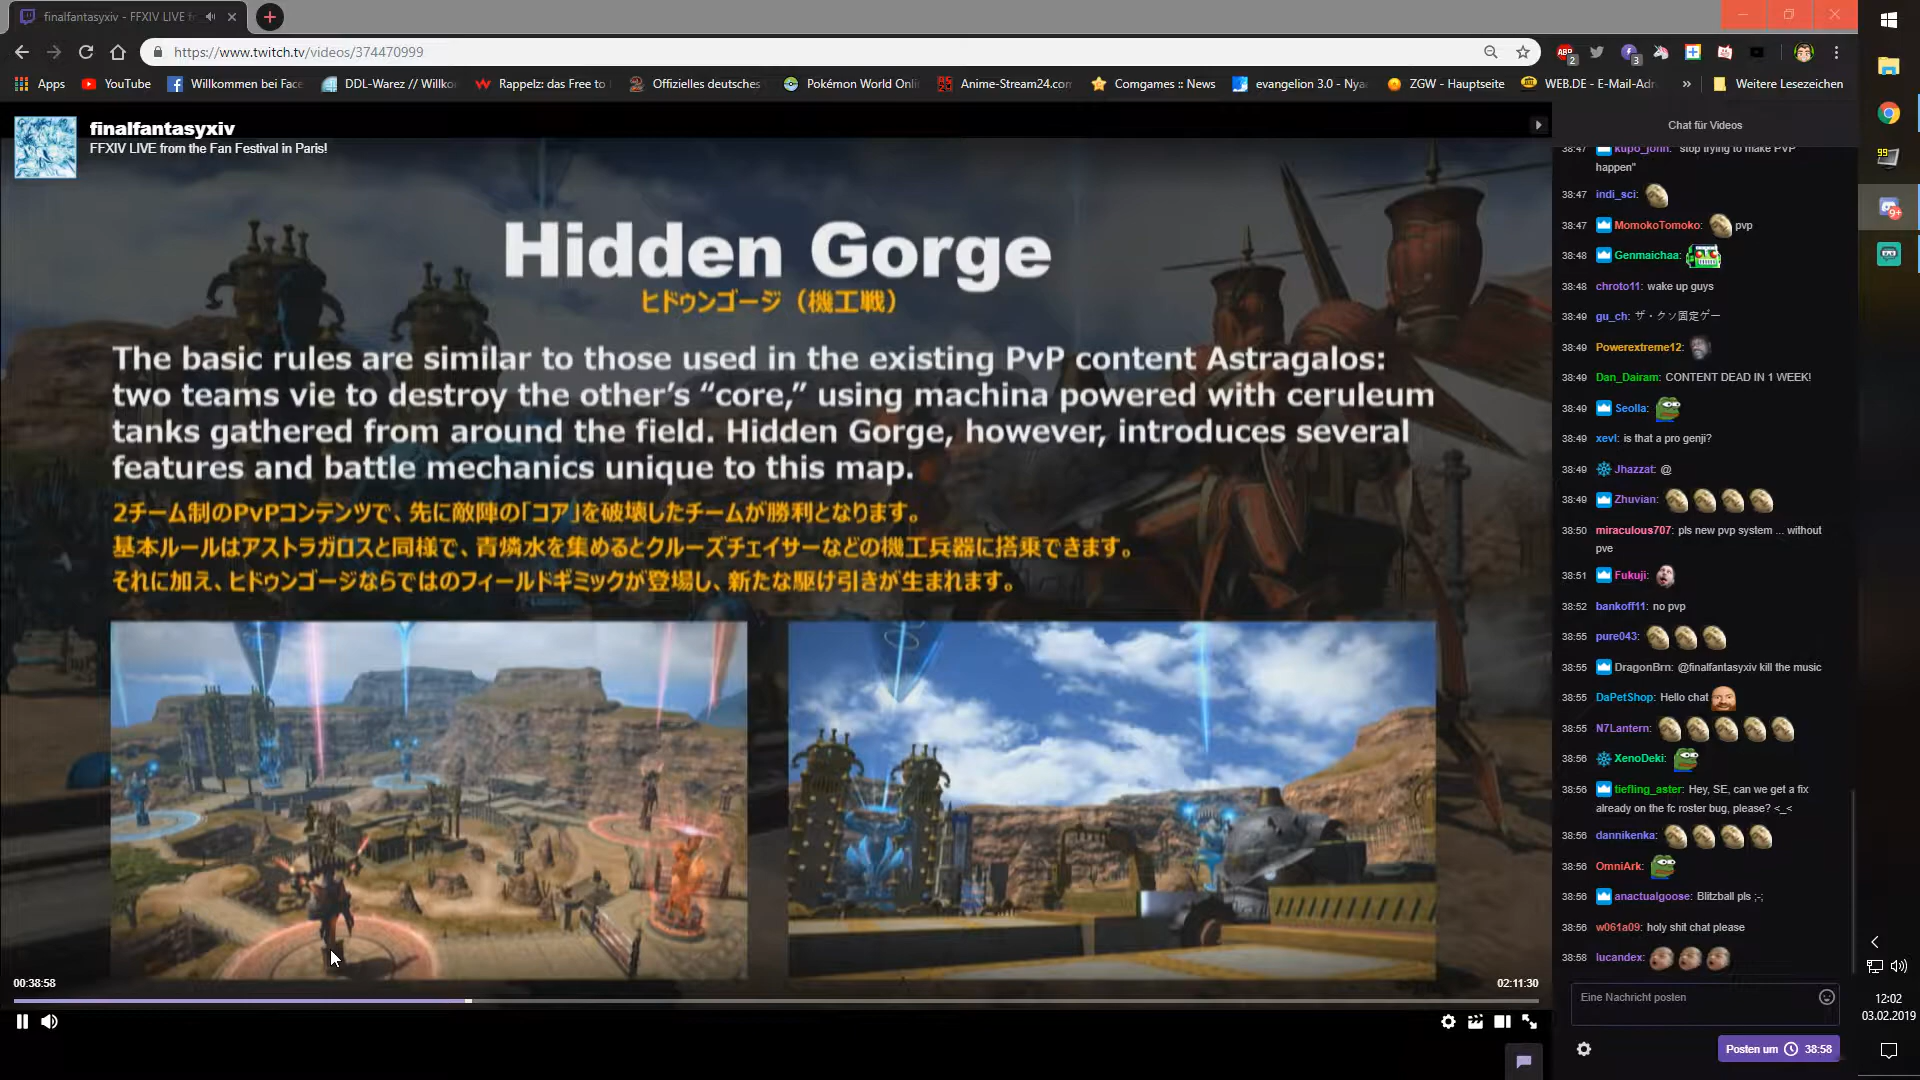 finalfantasyxiv - FFXIV LIVE fr
https://www.twitch.tv/videos/374470999
Apps
YouTube
Willkommen bei Face
DDL-Warez // Willko
Rappelz: das Free to
Offizielles deutsches
Pokémon World Onli
Anime-Stream24.com
Comgames :: News
evangelion 3.0 - Nya
ZGW - Hauptseite
WEB.DE - E-Mail-Adr
»
Weitere Lesezeichen
finalfantasyxiv
FFXIV LIVE from the Fan Festival in Paris!
Hidden Gorge
ヒドゥンゴージ（機工戦）
The basic rules are similar to those used in the existing PvP content Astragalos:
two teams vie to destroy the other’s “core,” using machina powered with ceruleum
tanks gathered from around the field. Hidden Gorge, however, introduces several
features and battle mechanics unique to this map.
2チーム制のPvPコンテンツで、先に敵陣の「コア」を破壊したチームが勝利となります。
基本ルールはアストラガロスと同様で、青燐水を集めるとクルーズチェイサーなどの機工兵器に搭乗できます。
それに加え、ヒドゥンゴージならではのフィールドギミックが登場し、新たな駆け引きが生まれます。
00:38:58
02:11:30
Chat für Videos
38:47 kupo_john: "stop trying to make PVP
happen"
38:47 indi_sci:
38:47 MomokoTomoko: pvp
38:48 Genmaichaa:
38:48 chroto11: wake up guys
38:49 gu_ch: ザ・クソ固定ゲー
38:49 Powerextreme12:
38:49 Dan_Dairam: CONTENT DEAD IN 1 WEEK!
38:49 Seolla:
38:49 xevl: is that a pro genji?
38:49 Jhazzat: @
38:49 Zhuvian:
38:50 miraculous707: pls new pvp system ... without
pve
38:51 Fukuji:
38:52 bankoff11: no pvp
38:55 pure043:
38:55 DragonBrn: @finalfantasyxiv kill the music
38:55 DaPetShop: Hello chat
38:55 N7Lantern:
38:56 XenoDeki:
38:56 tiefling_aster: Hey, SE, can we get a fix
already on the fc roster bug, please? <_<
38:56 dannikenka:
38:56 OmniArk:
38:56 anactualgoose: Blitzball pls ;-;
38:56 w061a09: holy shit chat please
38:58 lucandex:
Eine Nachricht posten
Posten um 38:58
ABP
2
3
99
9+
12:02
03.02.2019